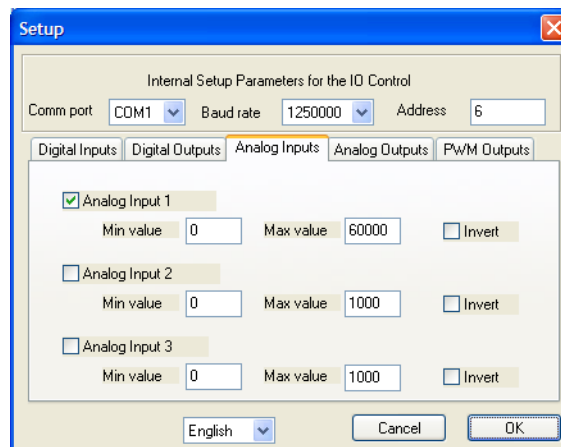 Setup
Internal Setup Parameters for the IO Control
Comm port COM1 Baud rate 1250000 Address 6
Digital Inputs Digital Outputs Analog Inputs Analog Outputs PWM Outputs
Analog Input 1
Min value 0 Max value 60000 Invert
Analog Input 2
Min value 0 Max value 1000 Invert
Analog Input 3
Min value 0 Max value 1000 Invert
English Cancel OK